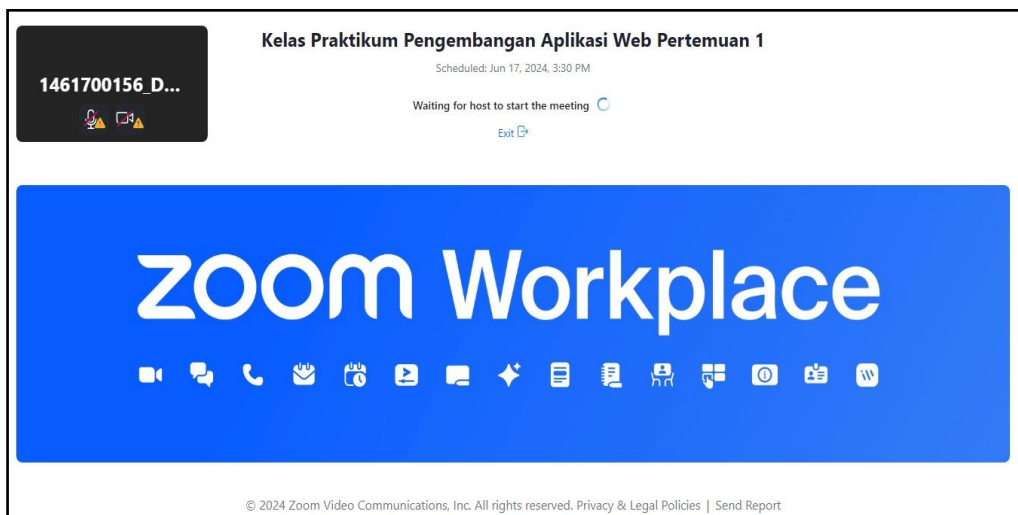 Kelas Praktikum Pengembangan Aplikasi Web Pertemuan 1
Scheduled: Jun 17, 2024, 3:30 PM
1461700156_D...
Waiting for host to start the meeting
Exit
zoom Workplace
© 2024 Zoom Video Communications, Inc. All rights reserved. Privacy & Legal Policies | Send Report